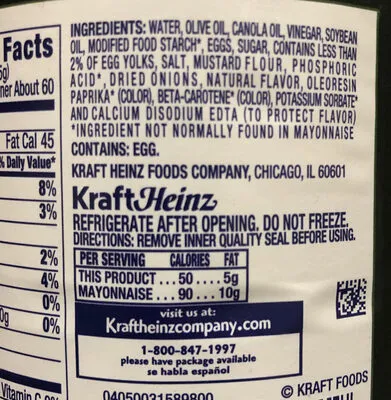 Facts
5g)
ner About 60
Fat Cal 45
% Daily Value*
8%
3%
2%
4%
0%
0g 0%
Vitamin C 0%
INGREDIENTS: WATER, OLIVE OIL, CANOLA OIL, VINEGAR, SOYBEAN
OIL, MODIFIED FOOD STARCH*, EGGS, SUGAR, CONTAINS LESS THAN
2% OF EGG YOLKS, SALT, MUSTARD FLOUR, PHOSPHORIC
ACID*, DRIED ONIONS, NATURAL FLAVOR, OLEORESIN
PAPRIKA* (COLOR), BETA-CAROTENE* (COLOR), POTASSIUM SORBATE*
AND CALCIUM DISODIUM EDTA (TO PROTECT FLAVOR)
*INGREDIENT NOT NORMALLY FOUND IN MAYONNAISE
CONTAINS: EGG.
KRAFT HEINZ FOODS COMPANY, CHICAGO, IL 60601
KraftHeinz
REFRIGERATE AFTER OPENING. DO NOT FREEZE.
DIRECTIONS: REMOVE INNER QUALITY SEAL BEFORE USING.
PER SERVING CALORIES FAT
THIS PRODUCT ... 50 .... 5g
MAYONNAISE ... 90 ... 10g
visit us at:
Kraftheinzcompany.com
1-800-847-1997
please have package available
se habla español
04050031589800
© KRAFT FOODS